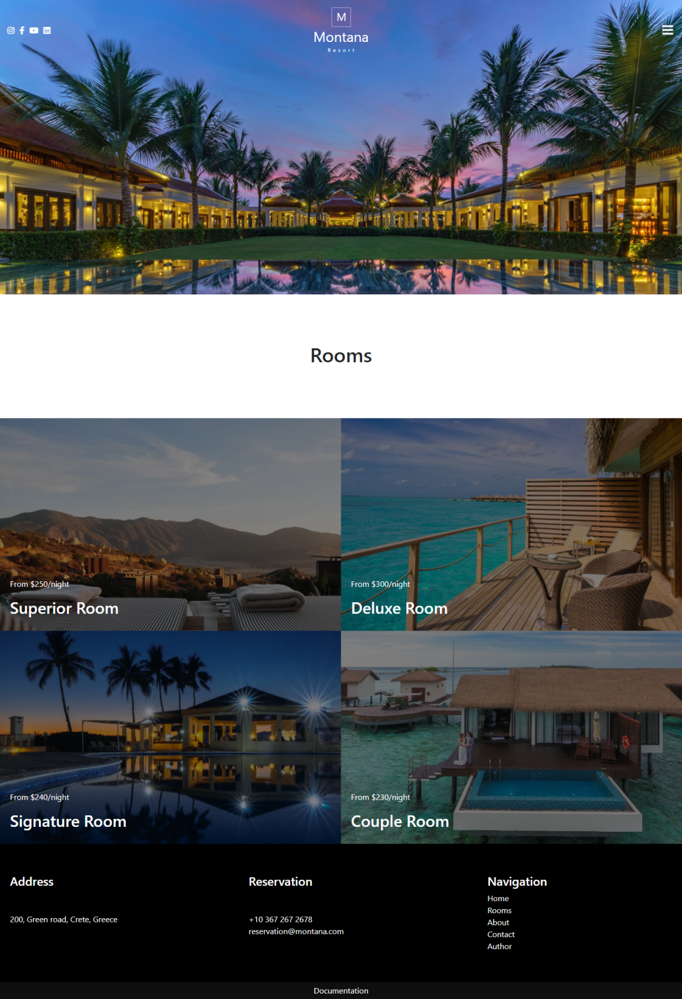 M
Montana
Resort
Rooms
From $250/night
Superior Room
From $300/night
Deluxe Room
From $240/night
Signature Room
From $230/night
Couple Room
Address
200, Green road, Crete, Greece
Reservation
+10 367 267 2678
reservation@montana.com
Navigation
Home
Rooms
About
Contact
Author
Documentation